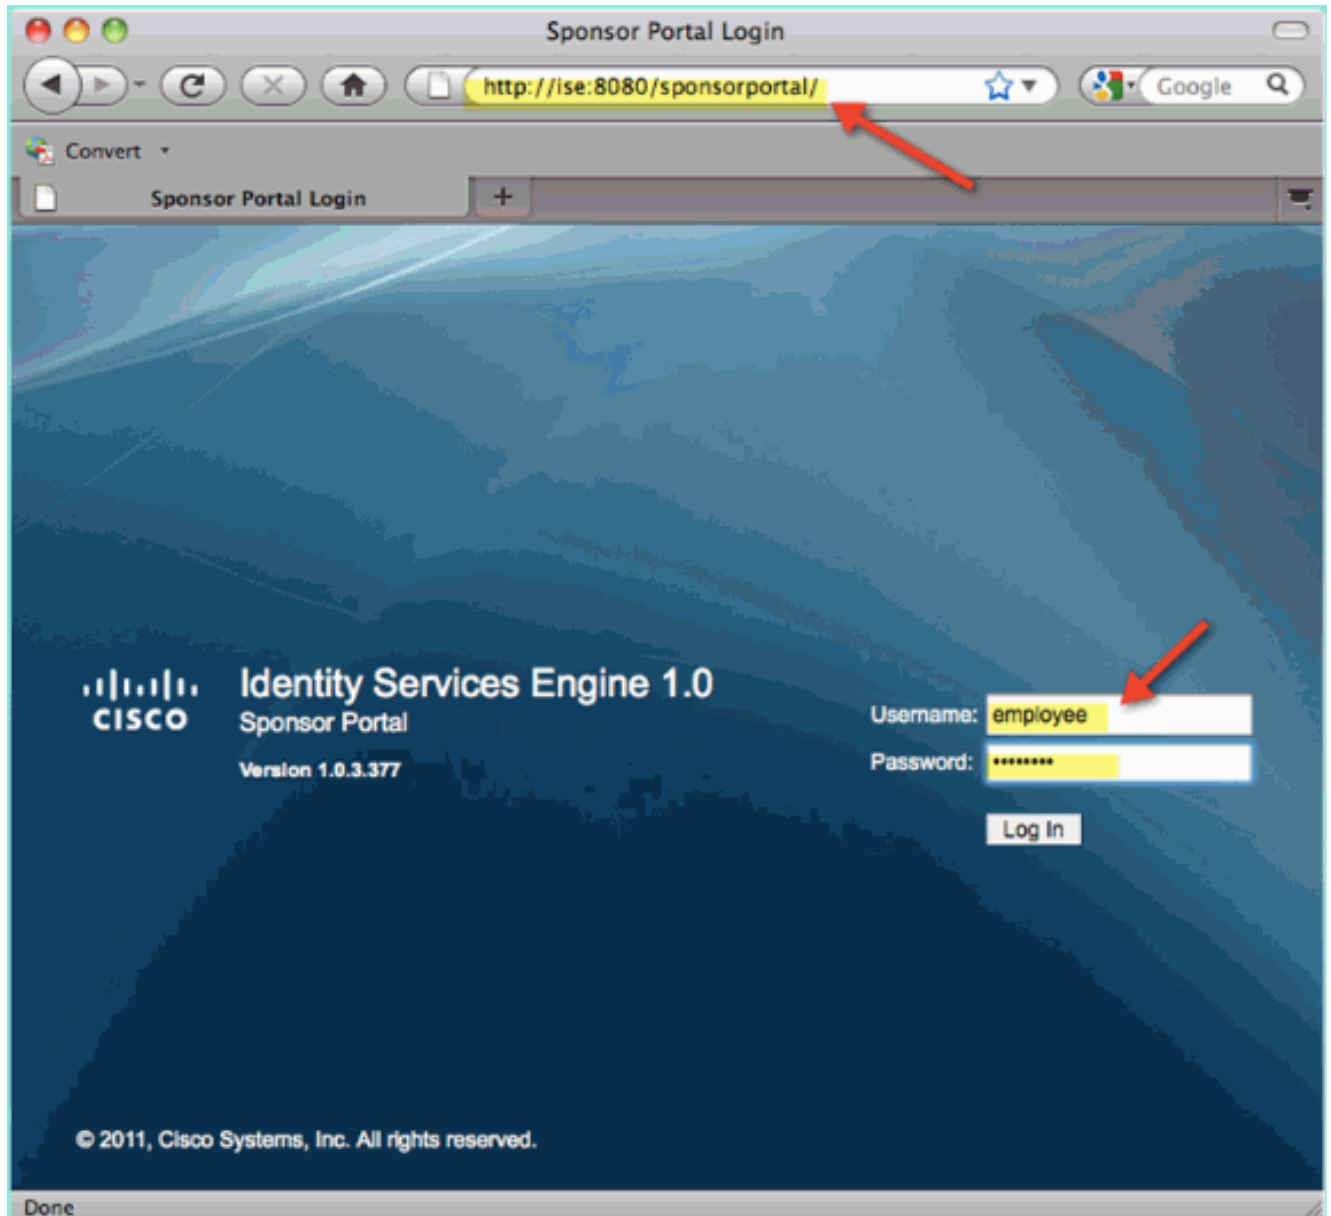 Sponsor Portal Login
http://ise:8080/sponsorportal/
Google
Convert
Sponsor Portal Login
CISCO
Identity Services Engine 1.0
Sponsor Portal
Version 1.0.3.377
Username: employee
Password: ••••••••
Log In
© 2011, Cisco Systems, Inc. All rights reserved.
Done